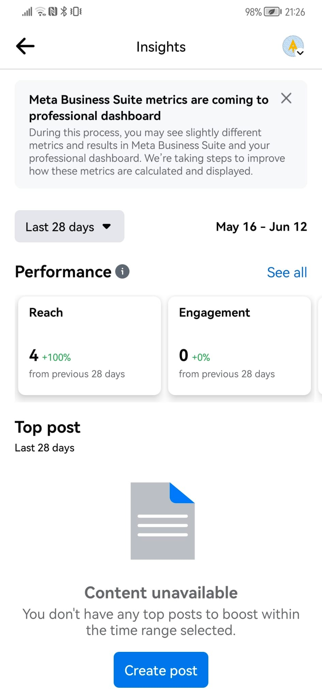 98% 21:26
Insights
Meta Business Suite metrics are coming to
professional dashboard
During this process, you may see slightly different
metrics and results in Meta Business Suite and your
professional dashboard. We're taking steps to improve
how these metrics are calculated and displayed.
Last 28 days
May 16 - Jun 12
Performance
See all
Reach
4 +100%
from previous 28 days
Engagement
0 +0%
from previous 28 days
Top post
Last 28 days
Content unavailable
You don't have any top posts to boost within
the time range selected.
Create post